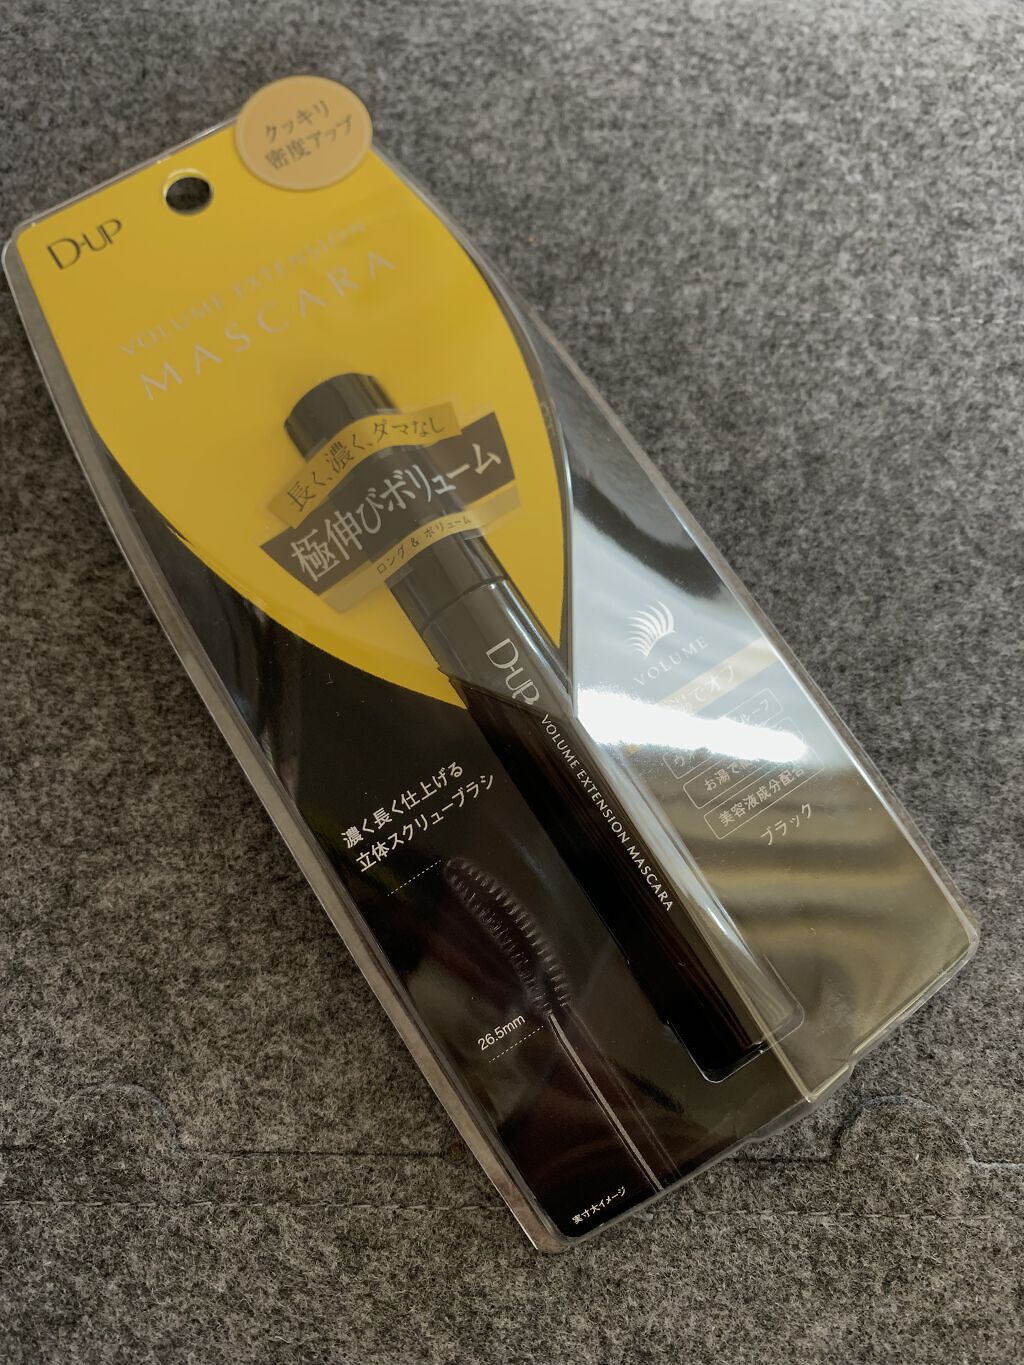 クッキリ
密度アップ
D-UP
VOLUME EXTENSION
MASCARA
長く、濃く、ダマなし
極伸びボリューム
ロング & ボリューム
D-UP
VOLUME EXTENSION MASCARA
VOLUME
でオフ
お湯で
美容液成分配合
ブラック
濃く長く仕上げる
立体スクリューブラシ
26.5mm
実寸大イメージ